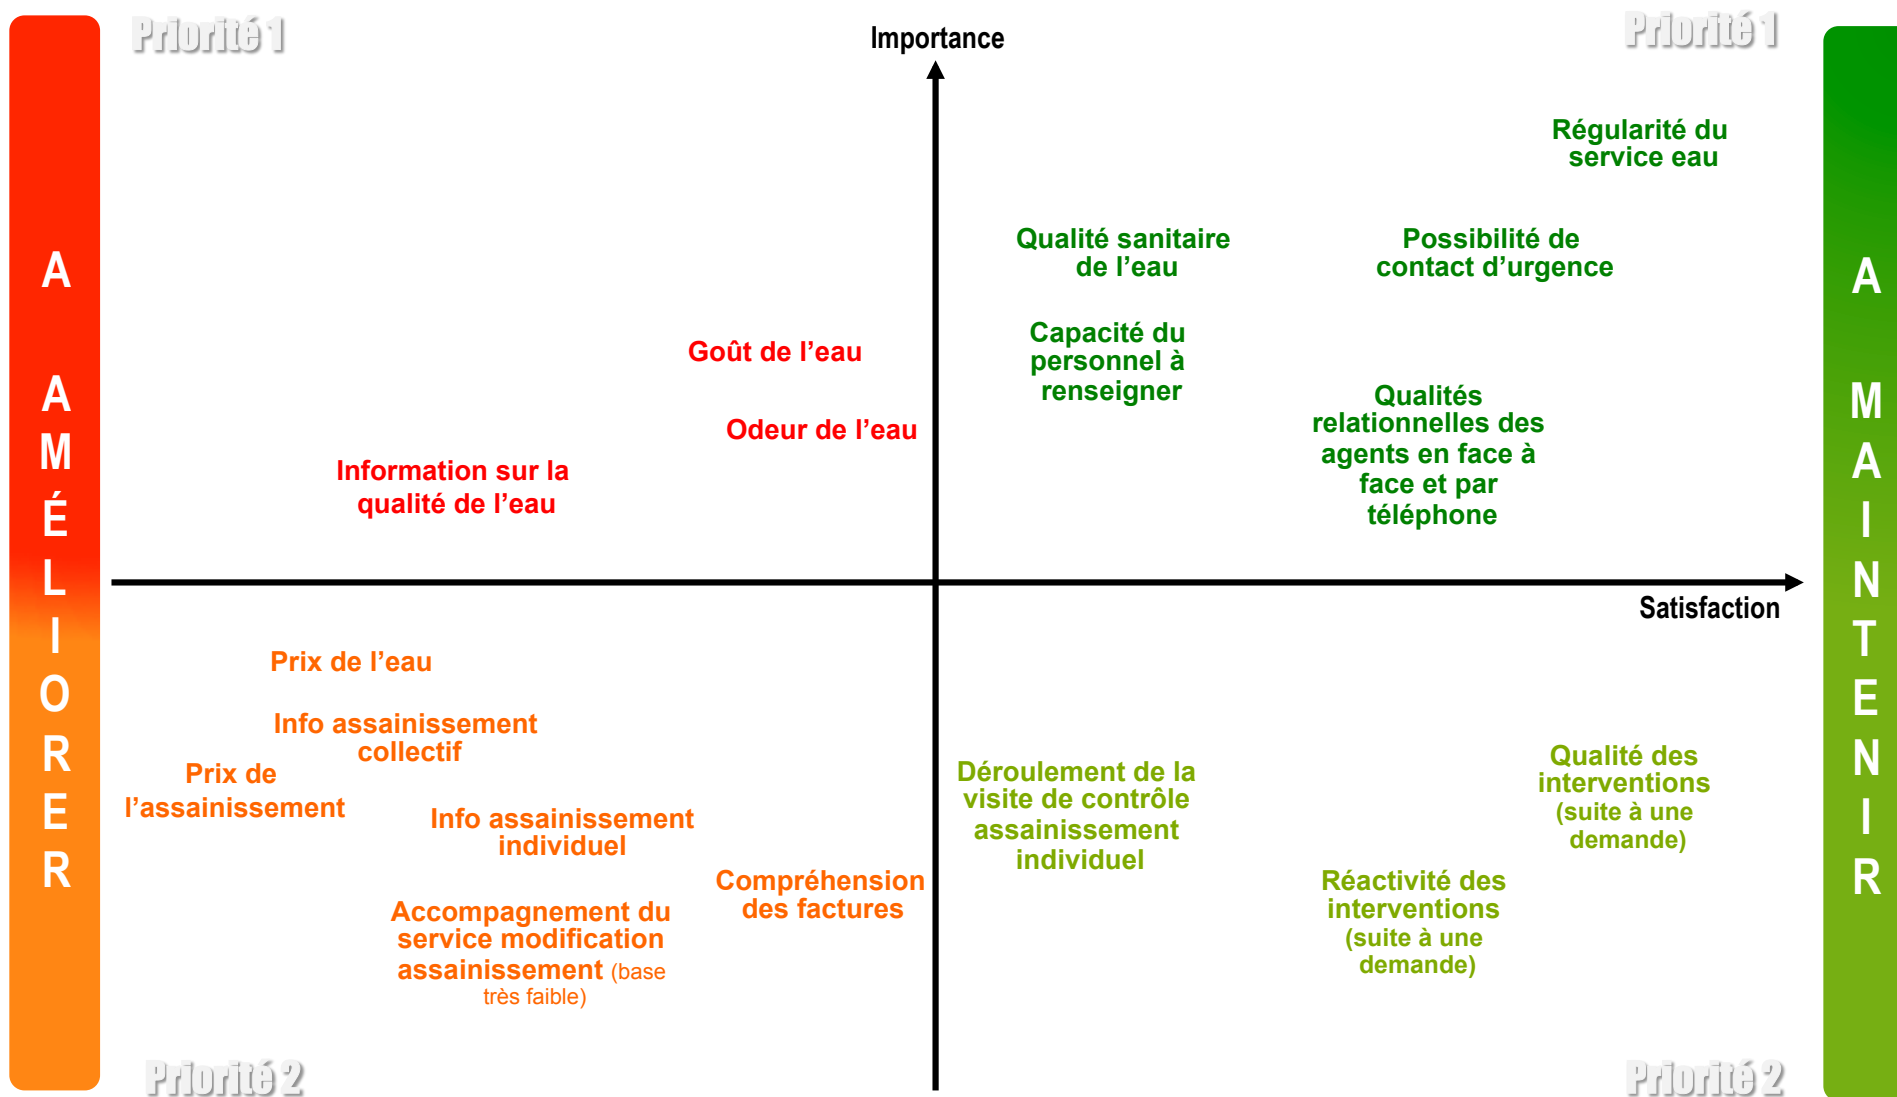 Priorité 1
Priorité 1
Importance
A AMÉLIORER
A MAINTENIR
Régularité du
service eau
Qualité sanitaire
de l’eau
Possibilité de
contact d’urgence
Goût de l’eau
Capacité du
personnel à
renseigner
Odeur de l’eau
Qualités
relationnelles des
agents en face à
face et par
téléphone
Information sur la
qualité de l’eau
Satisfaction
Prix de l’eau
Info assainissement
collectif
Prix de
l’assainissement
Info assainissement
individuel
Compréhension
des factures
Accompagnement du
service modification
assainissement (base
très faible)
Déroulement de la
visite de contrôle
assainissement
individuel
Qualité des
interventions
(suite à une
demande)
Réactivité des
interventions
(suite à une
demande)
Priorité 2
Priorité 2